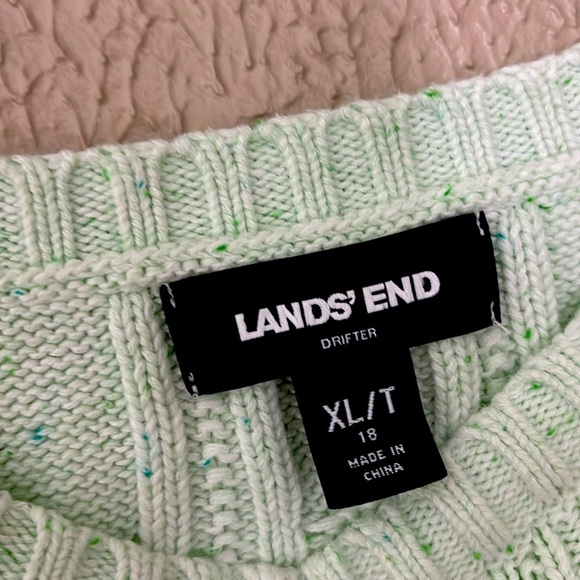 LANDS' END
DRIFTER
XL/T
18
MADE IN
CHINA